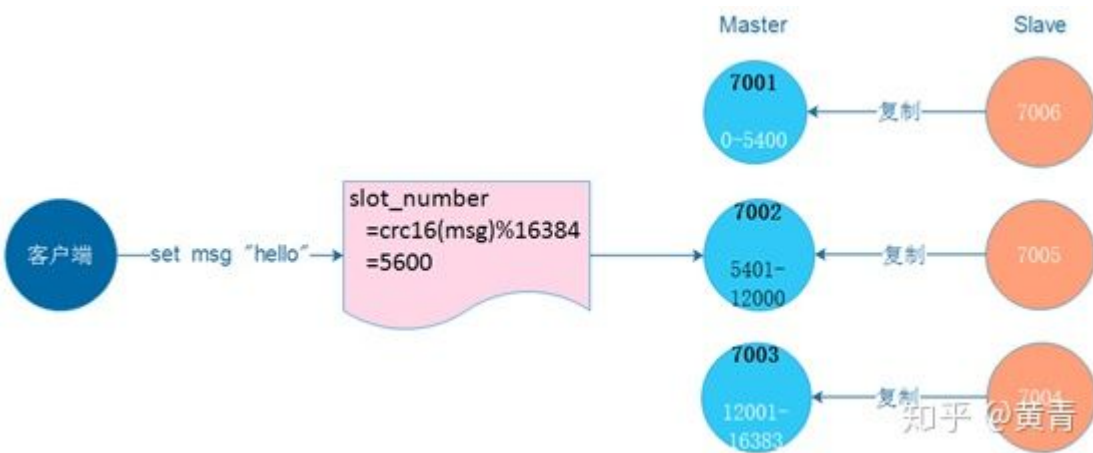 Master
Slave
7001
0-5400
复制
7006
客户端
set msg "hello"
slot_number
=crc16(msg)%16384
=5600
7002
5401-
12000
复制
7005
7003
12001-
16383
复制
7004
知乎 @黄青